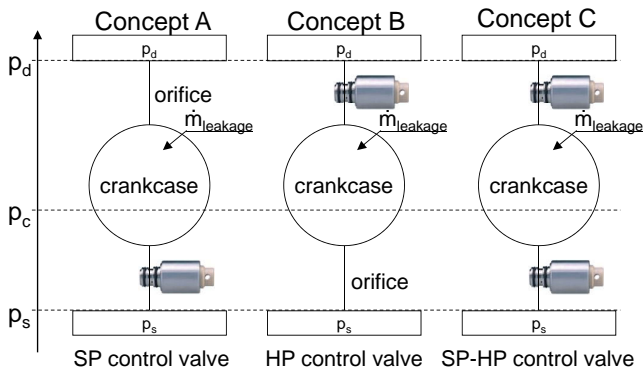 Concept A Concept B Concept C
p_d p_d p_d
p_d
orifice
ṁ_leakage ṁ_leakage ṁ_leakage
crankcase crankcase crankcase
p_c
orifice
p_s
p_s p_s p_s
SP control valve HP control valve SP-HP control valve